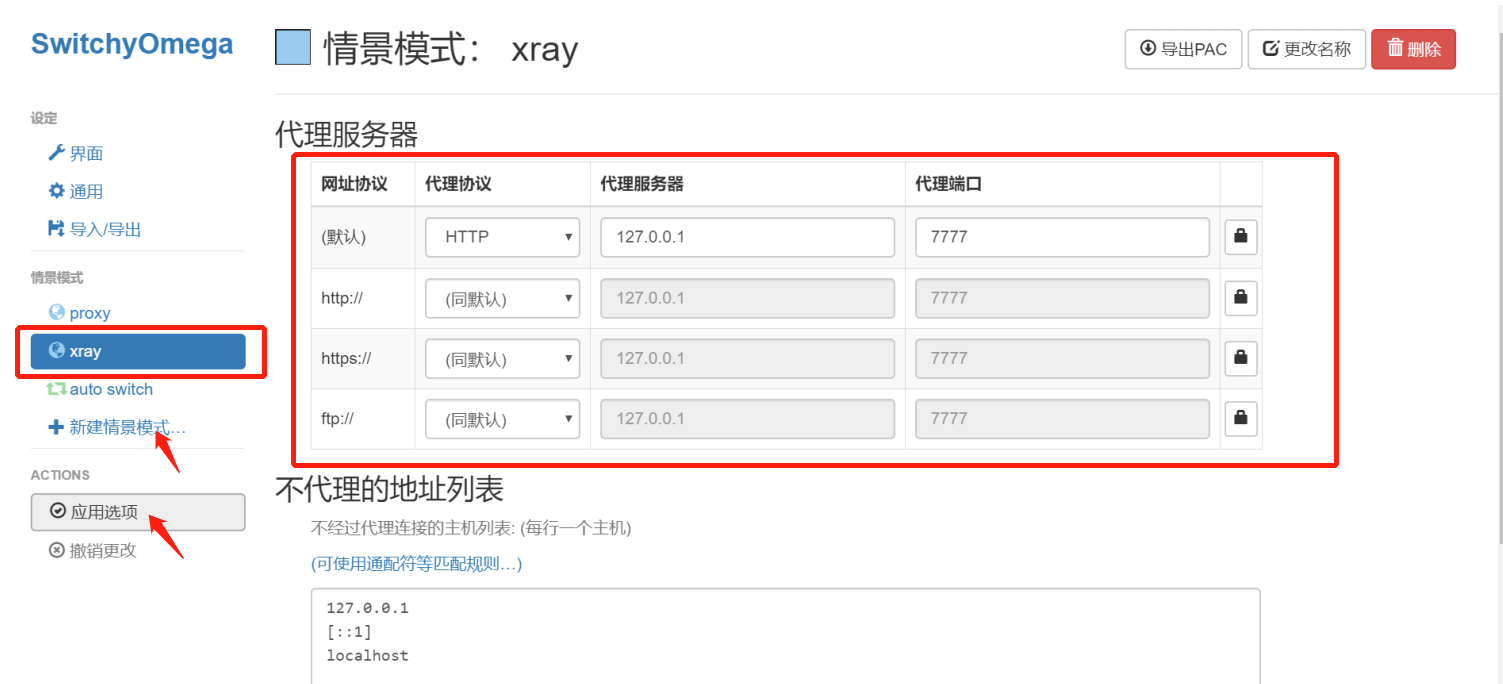 SwitchyOmega
设定
界面
通用
导入/导出
情景模式
proxy
xray
auto switch
新建情景模式…
ACTIONS
应用选项
撤销更改
情景模式： xray
导出PAC 更改名称 删除
代理服务器
网址协议 代理协议 代理服务器 代理端口
(默认) HTTP 127.0.0.1 7777
http:// (同默认) 127.0.0.1 7777
https:// (同默认) 127.0.0.1 7777
ftp:// (同默认) 127.0.0.1 7777
不代理的地址列表
不经过代理连接的主机列表: (每行一个主机)
(可使用通配符等匹配规则…)
127.0.0.1
[::1]
localhost